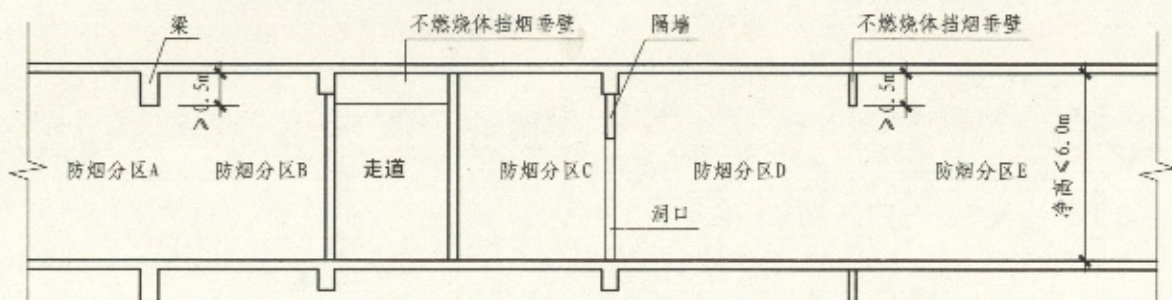 梁
不燃烧体挡烟垂壁
隔墙
不燃烧体挡烟垂壁
≥0.5m
≥0.5m
防烟分区A
防烟分区B
走道
防烟分区C
防烟分区D
防烟分区E
净高≤6.0m
洞口